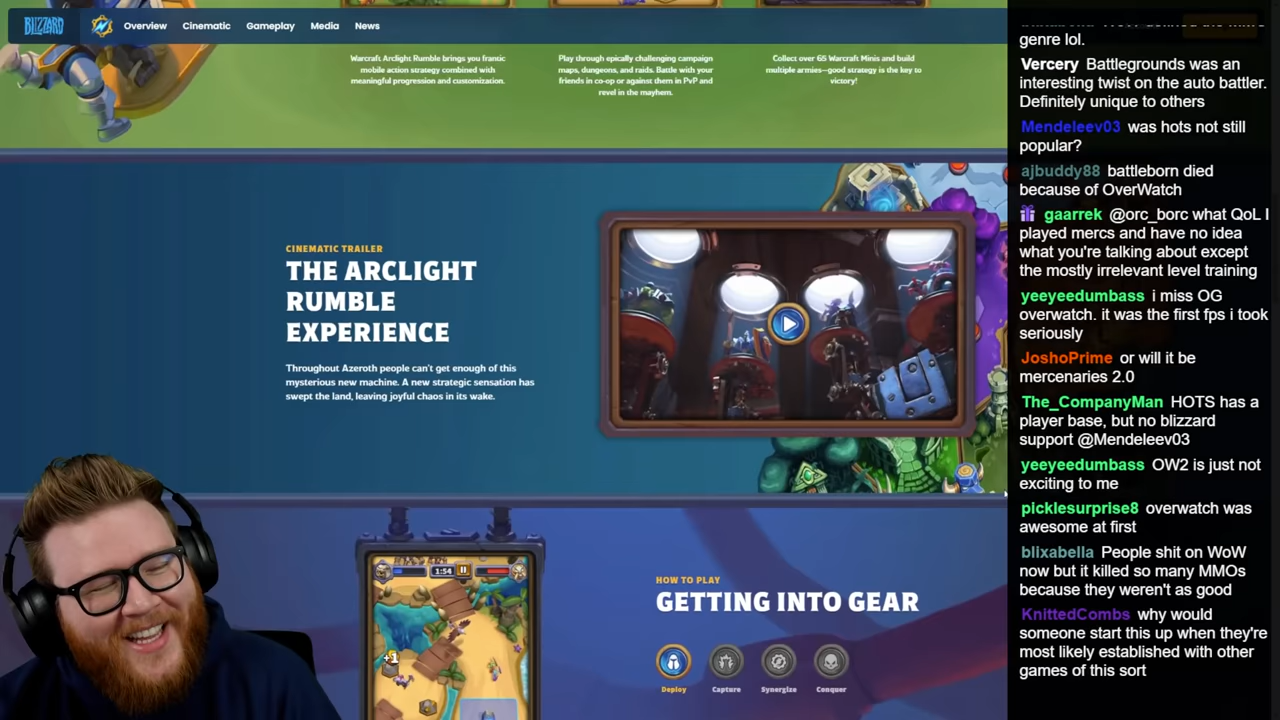 BLIZZARD
Overview
Cinematic
Gameplay
Media
News
Warcraft Arclight Rumble brings you frantic
mobile action strategy combined with
meaningful progression and customization.
Play through epically challenging campaign
maps, dungeons, and raids. Battle with your
friends in co-op or against them in PvP and
revel in the mayhem.
Collect over 65 Warcraft Minis and build
multiple armies—good strategy is the key to
victory!
CINEMATIC TRAILER
THE ARCLIGHT
RUMBLE
EXPERIENCE
Throughout Azeroth people can't get enough of this
mysterious new machine. A new strategic sensation has
swept the land, leaving joyful chaos in its wake.
1:54
+1
HOW TO PLAY
GETTING INTO GEAR
Deploy
Capture
Synergize
Conquer
genre lol.
Vercery Battlegrounds was an
interesting twist on the auto battler.
Definitely unique to others
Mendeleev03 was hots not still
popular?
ajbuddy88 battleborn died
because of OverWatch
gaarrek @orc_borc what QoL I
played mercs and have no idea
what you're talking about except
the mostly irrelevant level training
yeeyeedumbass i miss OG
overwatch. it was the first fps i took
seriously
JoshoPrime or will it be
mercenaries 2.0
The_CompanyMan HOTS has a
player base, but no blizzard
support @Mendeleev03
yeeyeedumbass OW2 is just not
exciting to me
picklesurprise8 overwatch was
awesome at first
blixabella People shit on WoW
now but it killed so many MMOs
because they weren't as good
KnittedCombs why would
someone start this up when they're
most likely established with other
games of this sort